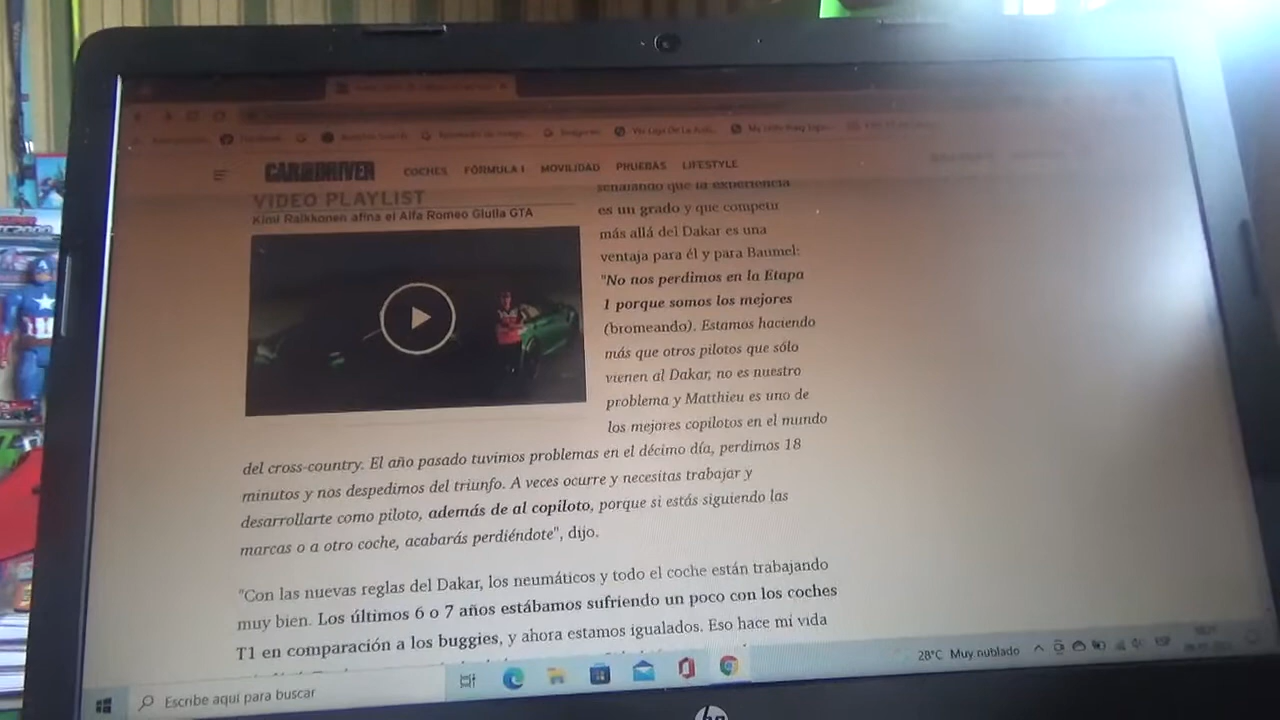 CAR AND DRIVER
COCHES FÓRMULA 1 MOVILIDAD PRUEBAS LIFESTYLE
VIDEO PLAYLIST
Kimi Raikkonen afina el Alfa Romeo Giulia GTA
señalando que la experiencia
es un grado y que competir
más allá del Dakar es una
ventaja para él y para Baumel:
"No nos perdimos en la Etapa
1 porque somos los mejores
(bromeando). Estamos haciendo
más que otros pilotos que sólo
vienen al Dakar, no es nuestro
problema y Matthieu es uno de
los mejores copilotos en el mundo
del cross-country. El año pasado tuvimos problemas en el décimo día, perdimos 18
minutos y nos despedimos del triunfo. A veces ocurre y necesitas trabajar y
desarrollarte como piloto, además de al copiloto, porque si estás siguiendo las
marcas o a otro coche, acabarás perdiéndote", dijo.
"Con las nuevas reglas del Dakar, los neumáticos y todo el coche están trabajando
muy bien. Los últimos 6 o 7 años estábamos sufriendo un poco con los coches
T1 en comparación a los buggies, y ahora estamos igualados. Eso hace mi vida
Escribe aquí para buscar
28°C Muy nublado
hp